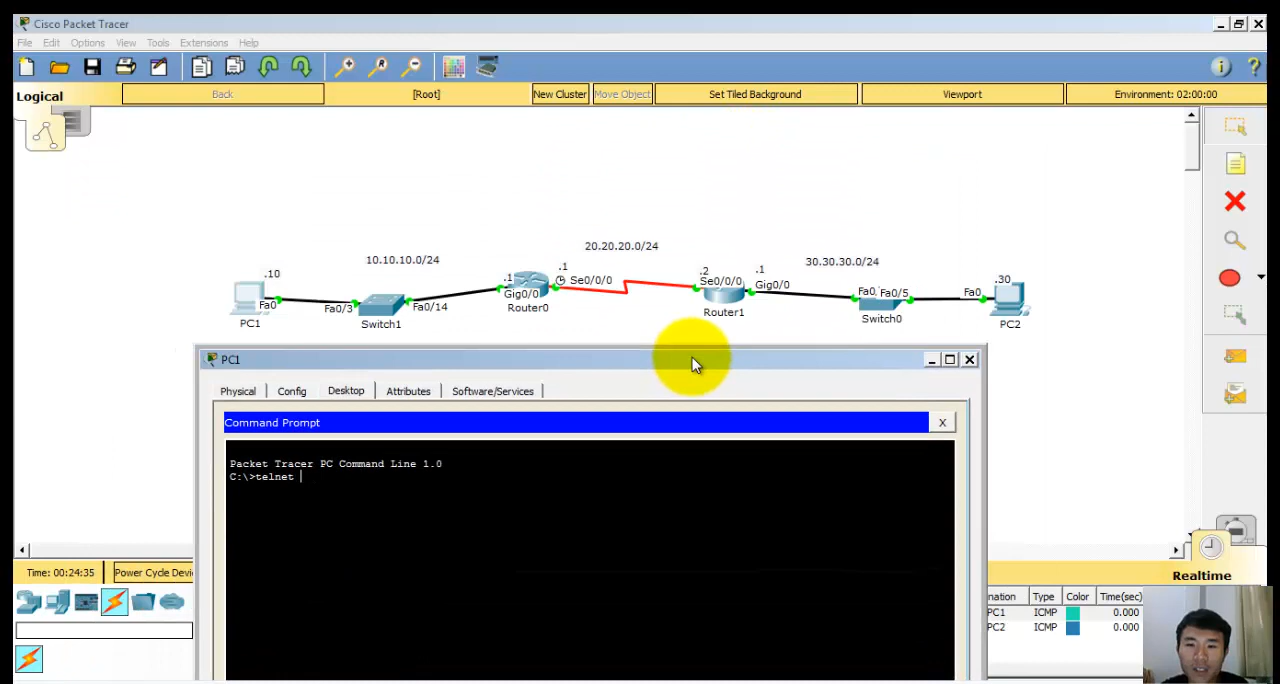 Cisco Packet Tracer
File Edit Options View Tools Extensions Help
Logical Back [Root] New Cluster Move Object Set Tiled Background Viewport Environment: 02:00:00
20.20.20.0/24
10.10.10.0/24 30.30.30.0/24
.10 .1 .1 Se0/0/0 .2 Se0/0/0 .1 Gig0/0 .30
Fa0 Fa0/3 Fa0/14 Gig0/0 Fa0/5 Fa0
PC1 Switch1 Router0 Router1 Switch0 PC2
PC1
Physical Config Desktop Attributes Software/Services
Command Prompt X
Packet Tracer PC Command Line 1.0
C:\>telnet
Time: 00:24:35 Power Cycle Devi
Realtime
nation Type Color Time(sec)
PC1 ICMP 0.000
PC2 ICMP 0.000